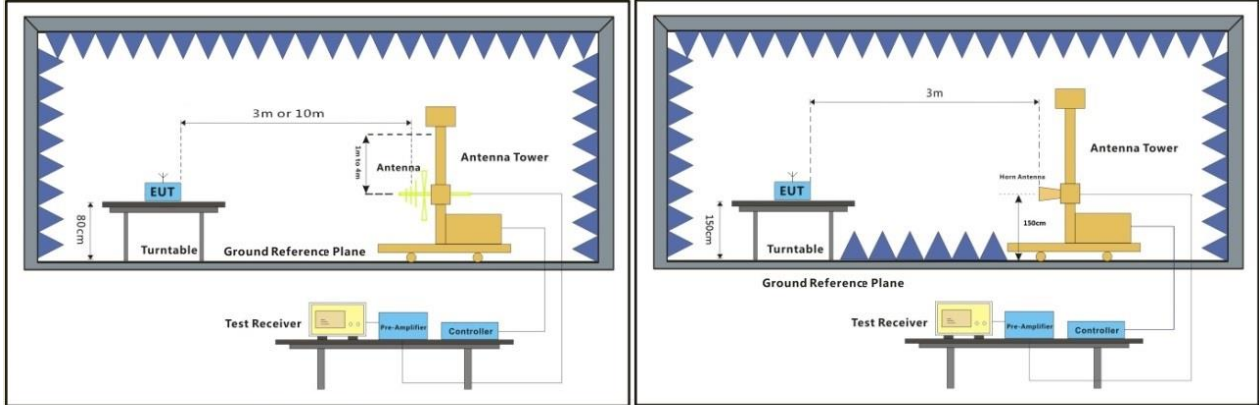 3m or 10m
1m to 4m
Antenna
Antenna Tower
EUT
80cm
Turntable
Ground Reference Plane
Test Receiver
Pre-Amplifier
Controller
3m
Antenna Tower
Horn Antenna
EUT
150cm
150cm
Turntable
Ground Reference Plane
Test Receiver
Pre-Amplifier
Controller